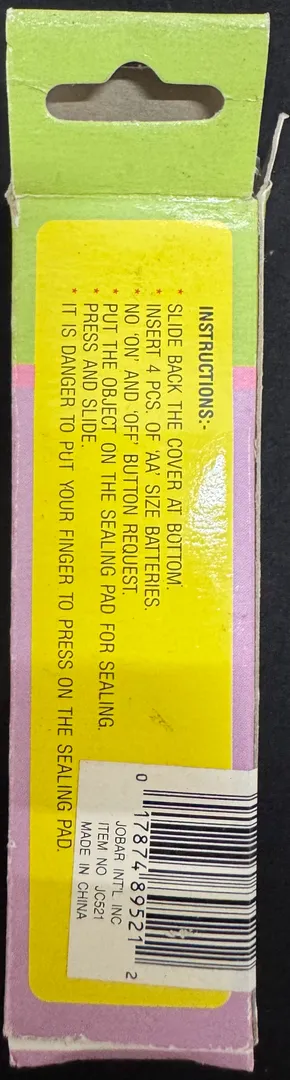 INSTRUCTIONS:-
* SLIDE BACK THE COVER AT BOTTOM.
* INSERT 4 PCS. OF 'AA' SIZE BATTERIES.
* NO 'ON' AND 'OFF' BUTTON REQUEST.
* PUT THE OBJECT ON THE SEALING PAD FOR SEALING.
* PRESS AND SLIDE.
* IT IS DANGER TO PUT YOUR FINGER TO PRESS ON THE SEALING PAD.
0 17874 89521 2
JOBAR INT'L INC
ITEM NO JC521
MADE IN CHINA